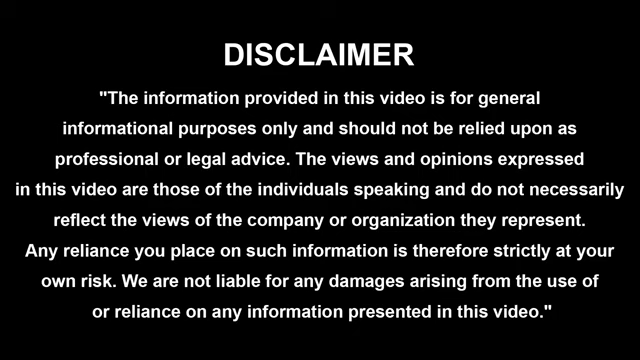 DISCLAIMER
"The information provided in this video is for general
informational purposes only and should not be relied upon as
professional or legal advice. The views and opinions expressed
in this video are those of the individuals speaking and do not necessarily
reflect the views of the company or organization they represent.
Any reliance you place on such information is therefore strictly at your
own risk. We are not liable for any damages arising from the use of
or reliance on any information presented in this video."